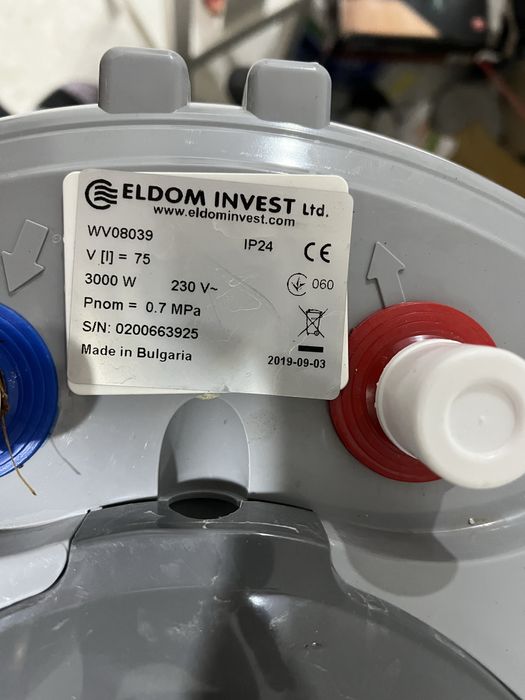 ELDOM INVEST Ltd.
www.eldominvest.com
WV08039 IP24 CE
V [l] = 75
3000 W 230 V~ 060
Pnom = 0.7 MPa
S/N: 0200663925
Made in Bulgaria 2019-09-03